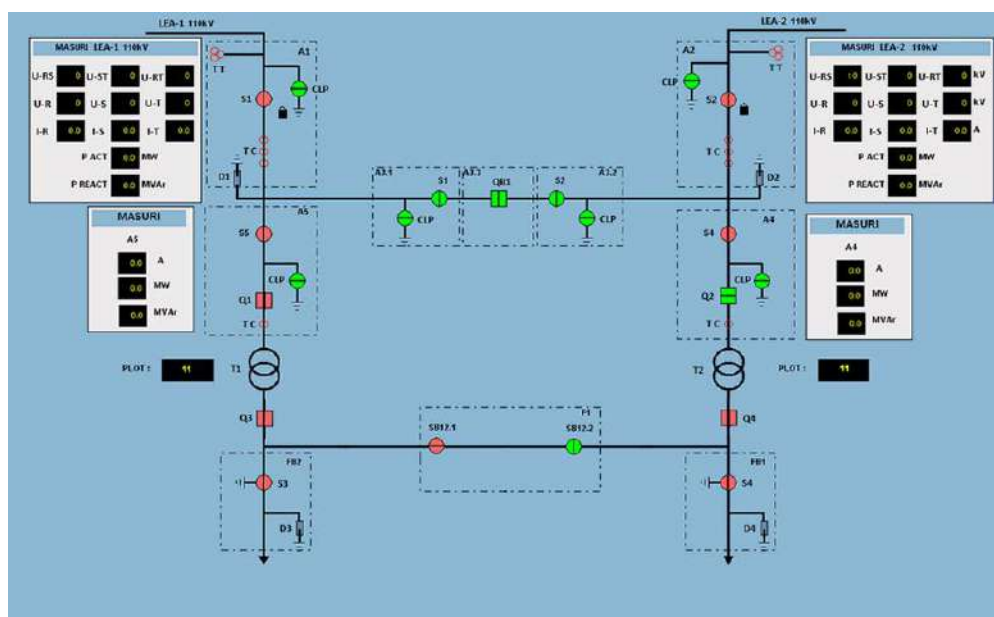 LEA-1 110kV
LEA-2 110kV
MASURI LEA-1 110kV
U-RS 0 U-ST 0 U-RT 0
U-R 0 U-S 0 U-T 0
I-R 0.0 I-S 0.0 I-T 0.0
P ACT 0.0 MW
P REACT 0.0 MVAr
MASURI LEA-2 110kV
U-RS U-ST 0 U-RT 0 kV
U-R 0 U-S 0 U-T 0 kV
I-R 0.0 I-S 0.0 I-T 0.0 A
P ACT 0.0 MW
P REACT 0.0 MVAr
A1
TT
CLP
S1
TC
D1
A2
TT
CLP
S2
TC
D2
A3.1
S1
CLP
A3.3
S2
A3.2
CLP
MASURI
A5
0.0 A
0.0 MW
0.0 MVAr
A5
S5
CLP
Q1
TC
A4
S4
CLP
Q2
TC
MASURI
A4
0.0 A
0.0 MW
0.0 MVAr
PLOT : 11
T1
T2
PLOT : 11
Q3
Q4
P1
SB12.1
SB12.2
FB2
S3
D3
FB1
S4
D4